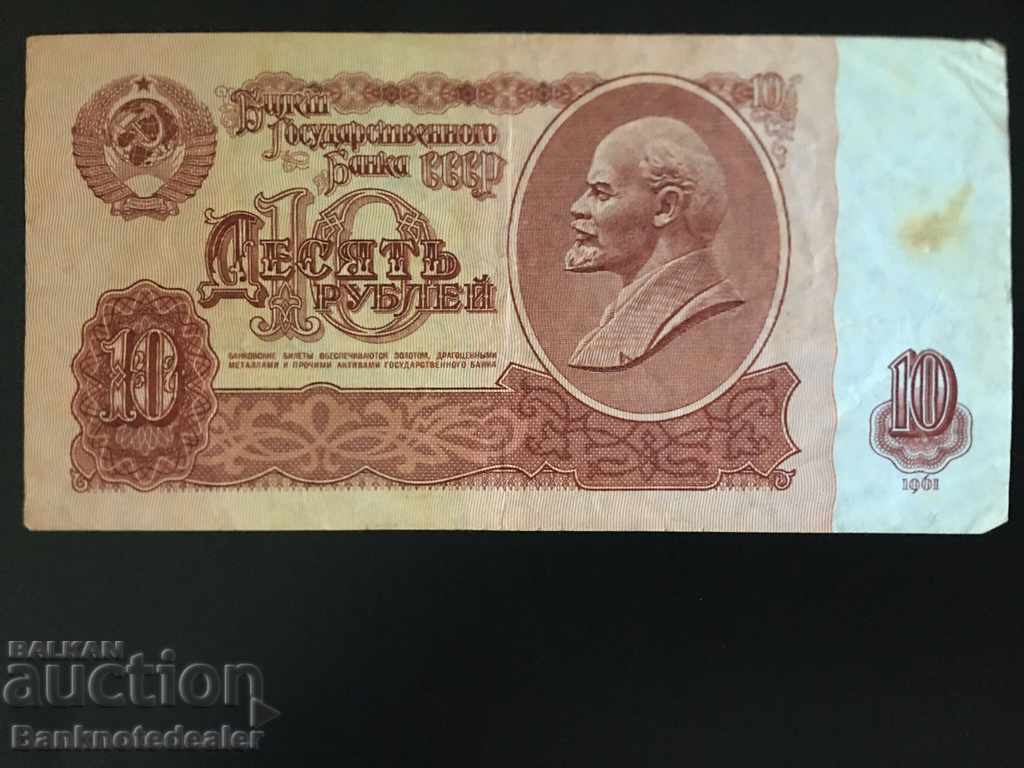 Билет
Государственного
Банка СССР
10
10
Десять
рублей
БАНКОВСКИЕ БИЛЕТЫ ОБЕСПЕЧИВАЮТСЯ ЗОЛОТОМ, ДРАГОЦЕННЫМИ
МЕТАЛЛАМИ И ПРОЧИМИ АКТИВАМИ ГОСУДАРСТВЕННОГО БАНКА
10
10
1961
BALKAN
auction
Banknotedealer